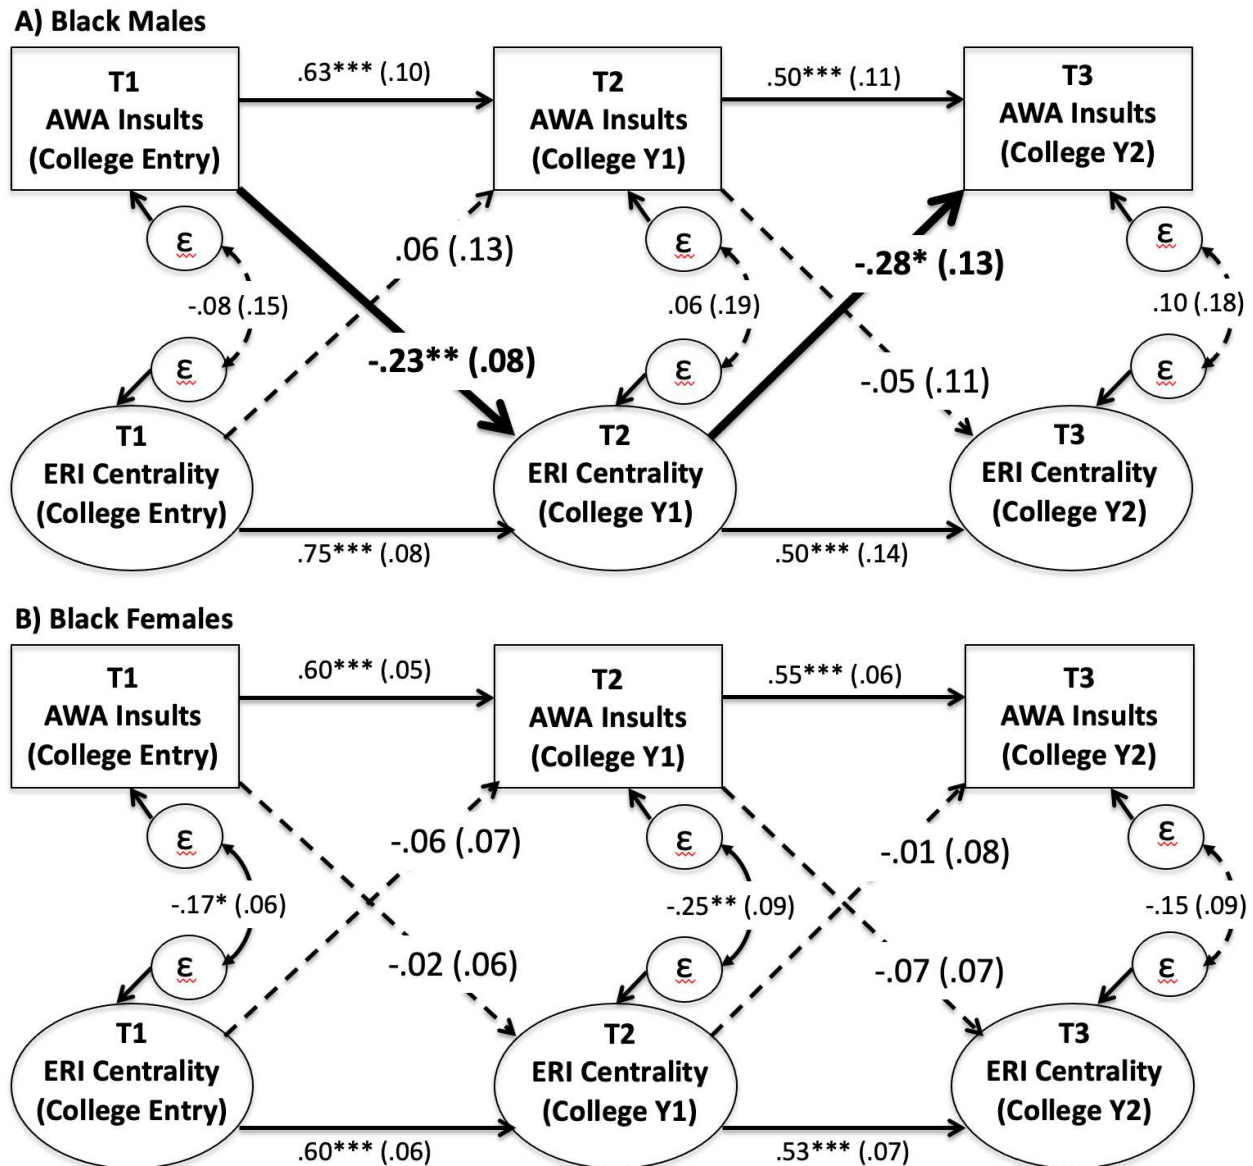 A) Black Males
T1
AWA Insults
(College Entry)
.63*** (.10)
T2
AWA Insults
(College Y1)
.50*** (.11)
T3
AWA Insults
(College Y2)
ε
ε
ε
.06 (.13)
-.28* (.13)
-.08 (.15)
.06 (.19)
.10 (.18)
-.23** (.08)
-.05 (.11)
ε
ε
ε
T1
ERI Centrality
(College Entry)
.75*** (.08)
T2
ERI Centrality
(College Y1)
.50*** (.14)
T3
ERI Centrality
(College Y2)
B) Black Females
T1
AWA Insults
(College Entry)
.60*** (.05)
T2
AWA Insults
(College Y1)
.55*** (.06)
T3
AWA Insults
(College Y2)
ε
ε
ε
-.06 (.07)
-.01 (.08)
-.17* (.06)
-.25** (.09)
-.15 (.09)
-.02 (.06)
-.07 (.07)
ε
ε
ε
T1
ERI Centrality
(College Entry)
.60*** (.06)
T2
ERI Centrality
(College Y1)
.53*** (.07)
T3
ERI Centrality
(College Y2)